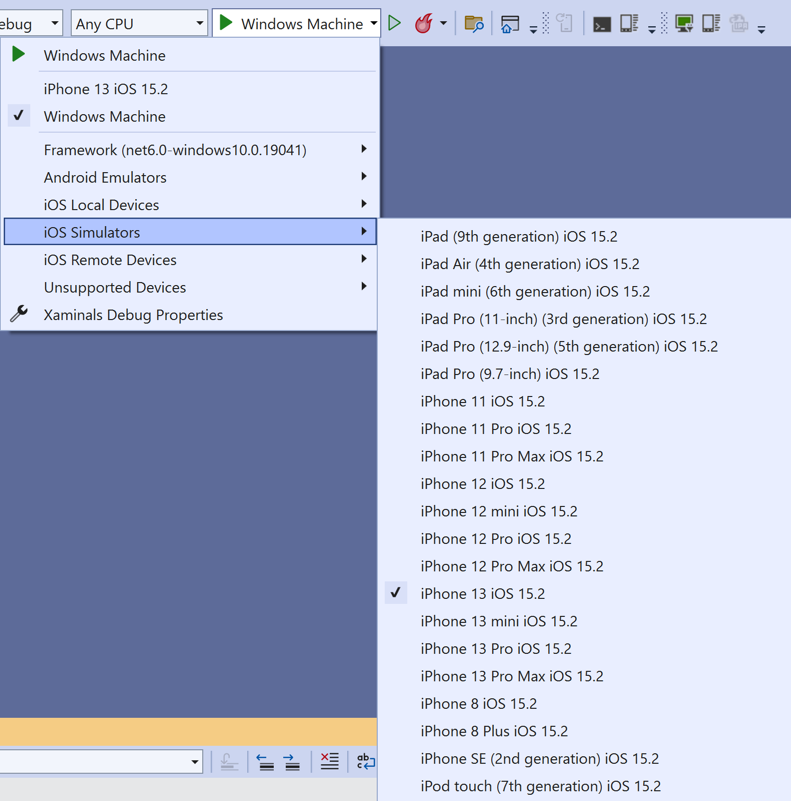 ebug
Any CPU
Windows Machine
Windows Machine
iPhone 13 iOS 15.2
Windows Machine
Framework (net6.0-windows10.0.19041)
Android Emulators
iOS Local Devices
iOS Simulators
iOS Remote Devices
Unsupported Devices
Xaminals Debug Properties
iPad (9th generation) iOS 15.2
iPad Air (4th generation) iOS 15.2
iPad mini (6th generation) iOS 15.2
iPad Pro (11-inch) (3rd generation) iOS 15.2
iPad Pro (12.9-inch) (5th generation) iOS 15.2
iPad Pro (9.7-inch) iOS 15.2
iPhone 11 iOS 15.2
iPhone 11 Pro iOS 15.2
iPhone 11 Pro Max iOS 15.2
iPhone 12 iOS 15.2
iPhone 12 mini iOS 15.2
iPhone 12 Pro iOS 15.2
iPhone 12 Pro Max iOS 15.2
iPhone 13 iOS 15.2
iPhone 13 mini iOS 15.2
iPhone 13 Pro iOS 15.2
iPhone 13 Pro Max iOS 15.2
iPhone 8 iOS 15.2
iPhone 8 Plus iOS 15.2
iPhone SE (2nd generation) iOS 15.2
iPod touch (7th generation) iOS 15.2
ab
c